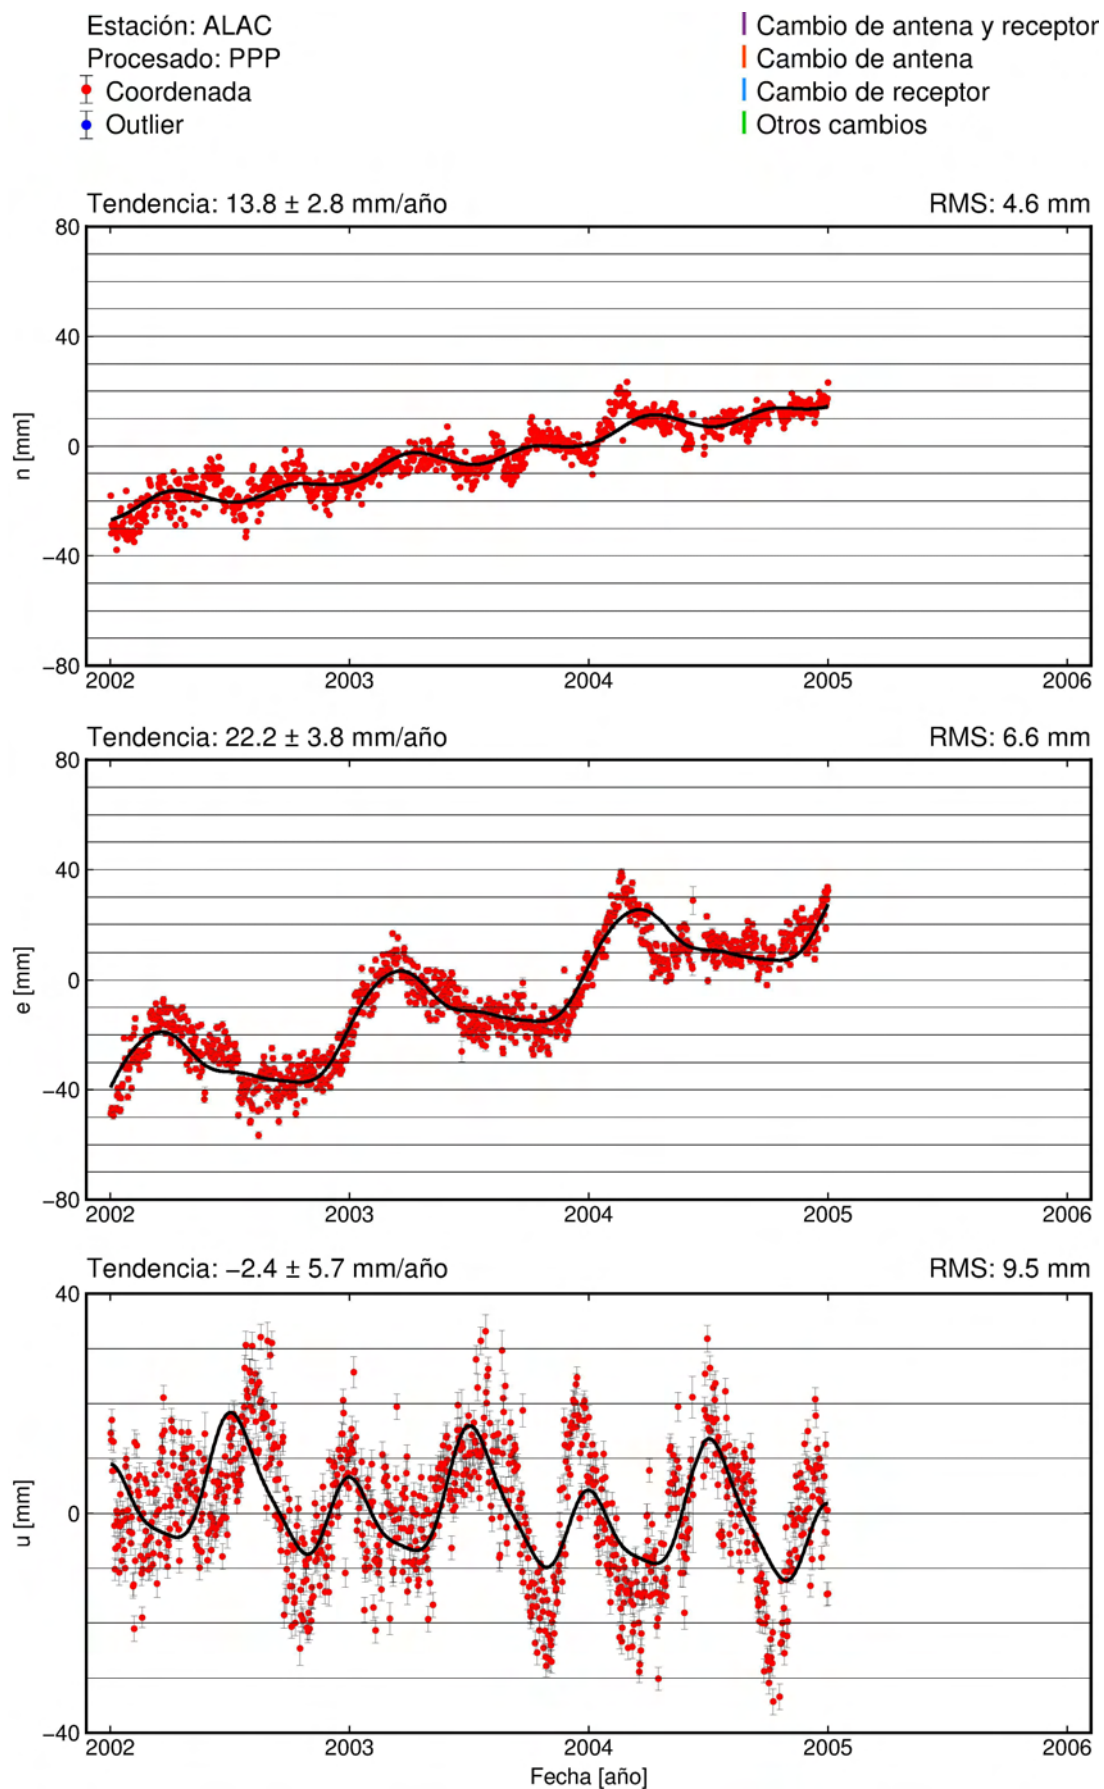 Estación: ALAC
Procesado: PPP
Coordenada
Outlier
Cambio de antena y receptor
Cambio de antena
Cambio de receptor
Otros cambios
Tendencia: 13.8 ± 2.8 mm/año RMS: 4.6 mm
80
40
0
−40
−80
n [mm]
2002 2003 2004 2005 2006
Tendencia: 22.2 ± 3.8 mm/año RMS: 6.6 mm
80
40
0
−40
−80
e [mm]
2002 2003 2004 2005 2006
Tendencia: −2.4 ± 5.7 mm/año RMS: 9.5 mm
40
0
−40
u [mm]
2002 2003 2004 2005 2006
Fecha [año]